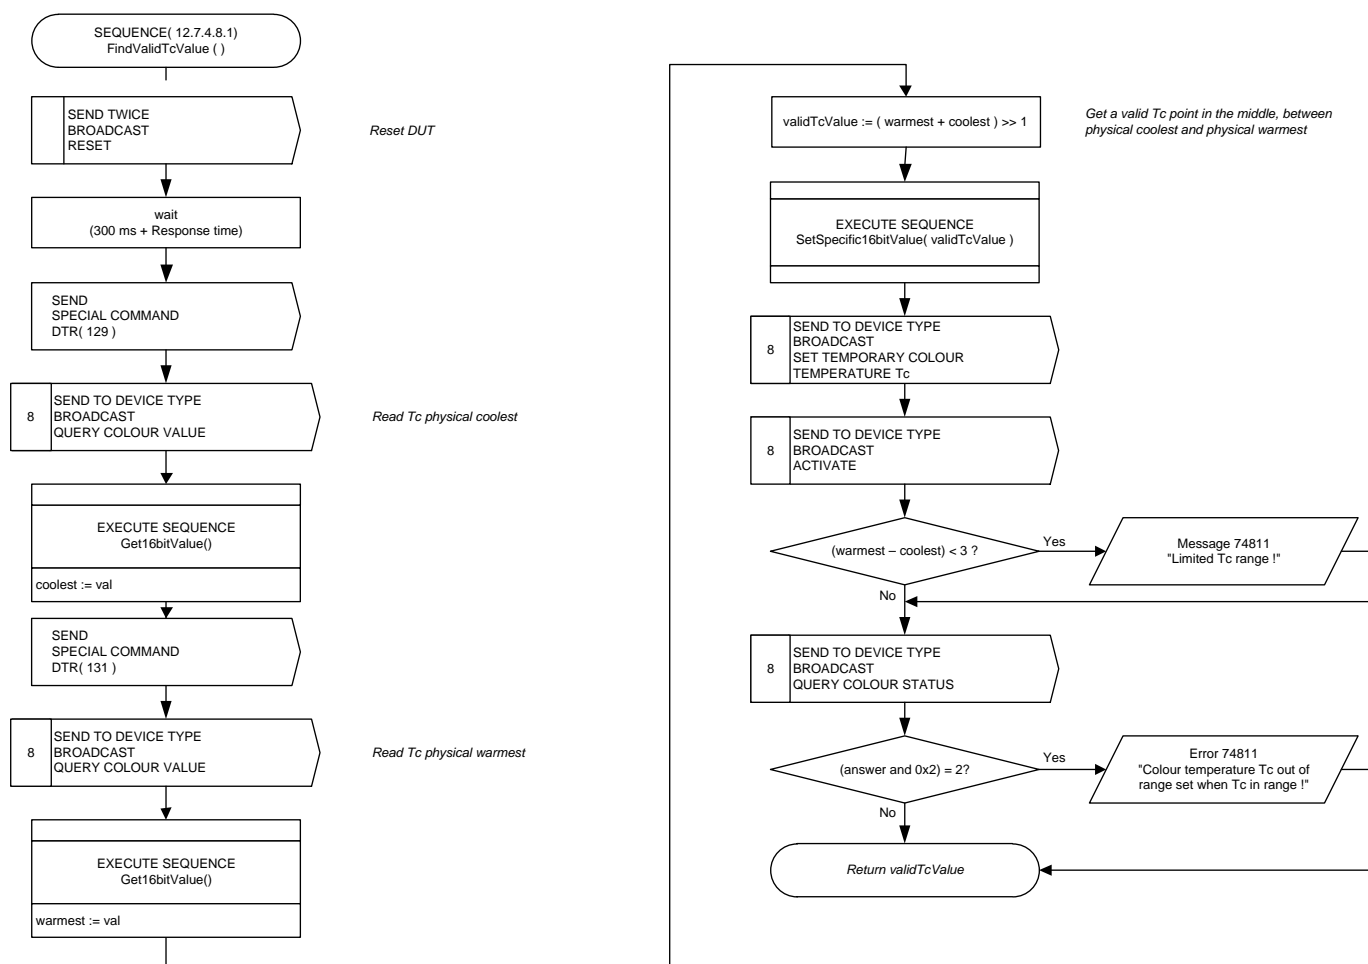 SEQUENCE( 12.7.4.8.1)
FindValidTcValue ( )
SEND TWICE
BROADCAST
RESET
Reset DUT
wait
(300 ms + Response time)
SEND
SPECIAL COMMAND
DTR( 129 )
8
SEND TO DEVICE TYPE
BROADCAST
QUERY COLOUR VALUE
Read Tc physical coolest
EXECUTE SEQUENCE
Get16bitValue()
coolest := val
SEND
SPECIAL COMMAND
DTR( 131 )
8
SEND TO DEVICE TYPE
BROADCAST
QUERY COLOUR VALUE
Read Tc physical warmest
EXECUTE SEQUENCE
Get16bitValue()
warmest := val
validTcValue := ( warmest + coolest ) >> 1
Get a valid Tc point in the middle, between
physical coolest and physical warmest
EXECUTE SEQUENCE
SetSpecific16bitValue( validTcValue )
8
SEND TO DEVICE TYPE
BROADCAST
SET TEMPORARY COLOUR
TEMPERATURE Tc
8
SEND TO DEVICE TYPE
BROADCAST
ACTIVATE
(warmest – coolest) < 3 ?
Yes
Message 74811
"Limited Tc range !"
No
8
SEND TO DEVICE TYPE
BROADCAST
QUERY COLOUR STATUS
(answer and 0x2) = 2?
Yes
Error 74811
"Colour temperature Tc out of
range set when Tc in range !"
No
Return validTcValue